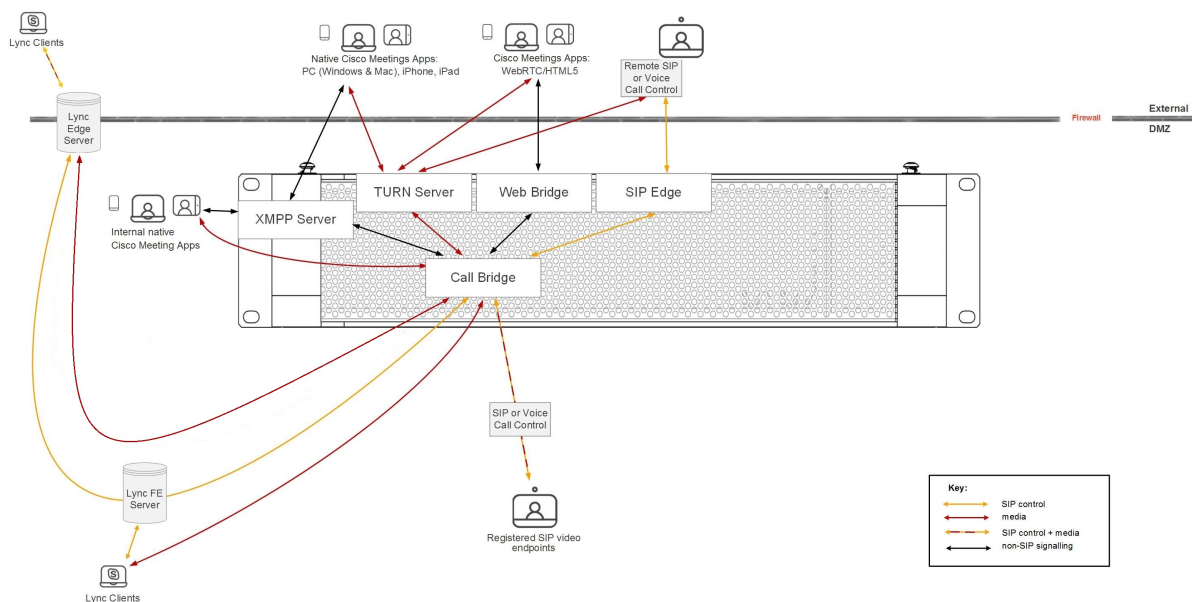 Lync Clients
Native Cisco Meetings Apps:
PC (Windows & Mac), iPhone, iPad
Cisco Meetings Apps:
WebRTC/HTML5
Remote SIP
or Voice
Call Control
Lync
Edge
Server
Firewall
External
DMZ
TURN Server
Web Bridge
SIP Edge
XMPP Server
Internal native
Cisco Meeting Apps
Call Bridge
SIP or Voice
Call Control
Lync FE
Server
Registered SIP video
endpoints
Lync Clients
Key:
SIP control
media
SIP control + media
non-SIP signalling